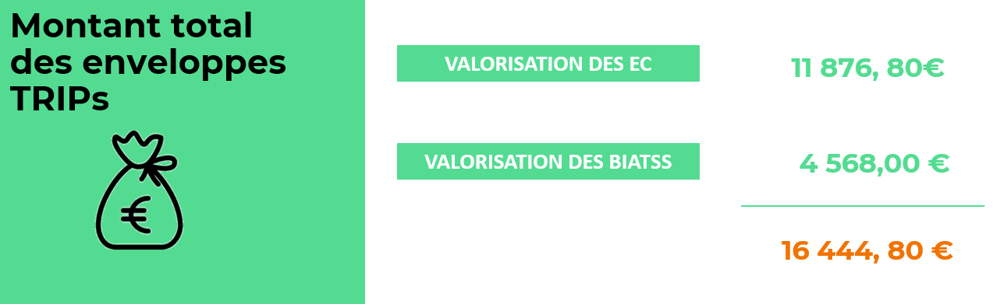 Montant total
des enveloppes
TRIPs
€
VALORISATION DES EC
11 876, 80€
VALORISATION DES BIATSS
4 568,00 €
16 444, 80 €